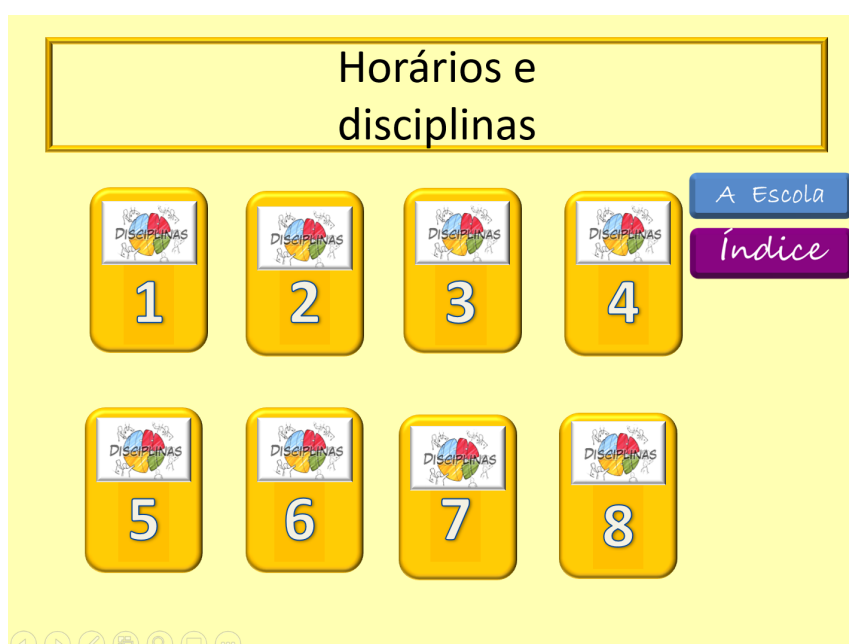 Horários e
disciplinas
A Escola
Índice
DISCIPLINAS
1
DISCIPLINAS
2
DISCIPLINAS
3
DISCIPLINAS
4
DISCIPLINAS
5
DISCIPLINAS
6
DISCIPLINAS
7
DISCIPLINAS
8